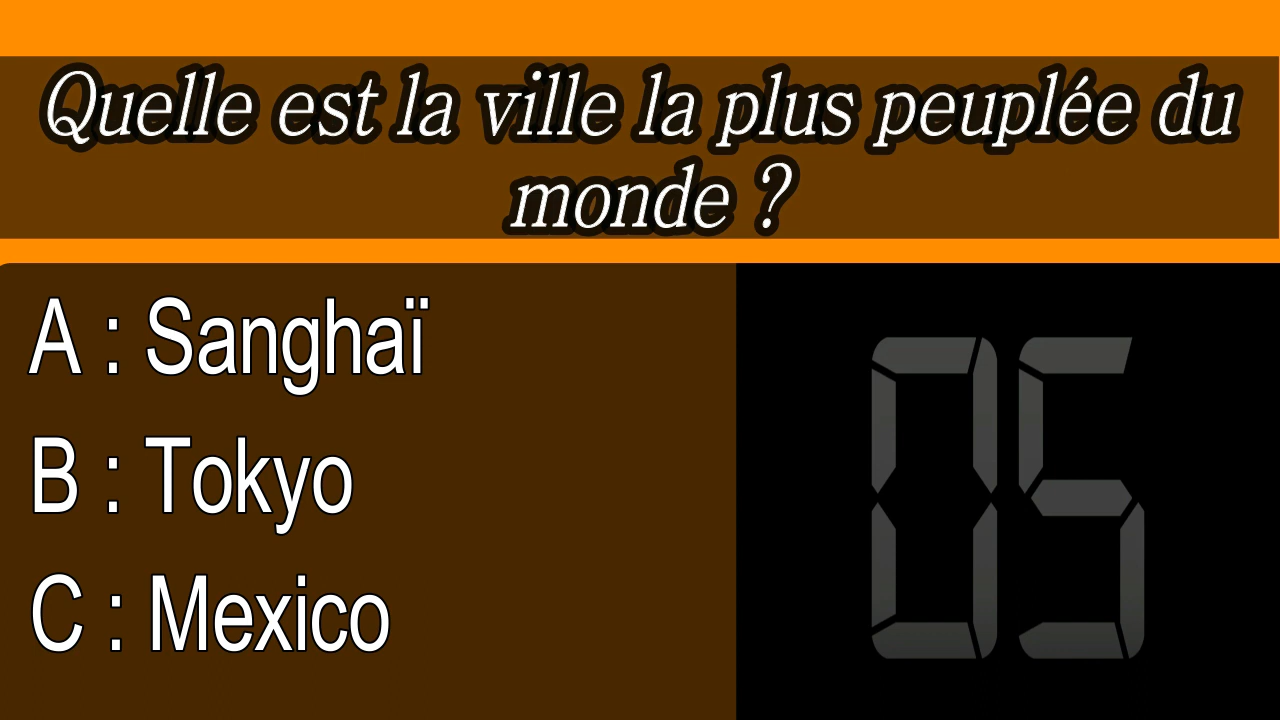 Quelle est la ville la plus peuplée du
monde ?
A : Sanghaï
B : Tokyo
C : Mexico
05